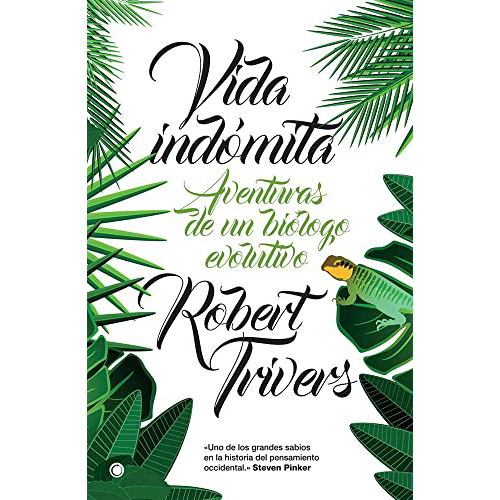 Vida
indómita
Aventuras
de un biólogo
evolutivo
Robert
Trivers
«Uno de los grandes sabios
en la historia del pensamiento
occidental.» Steven Pinker